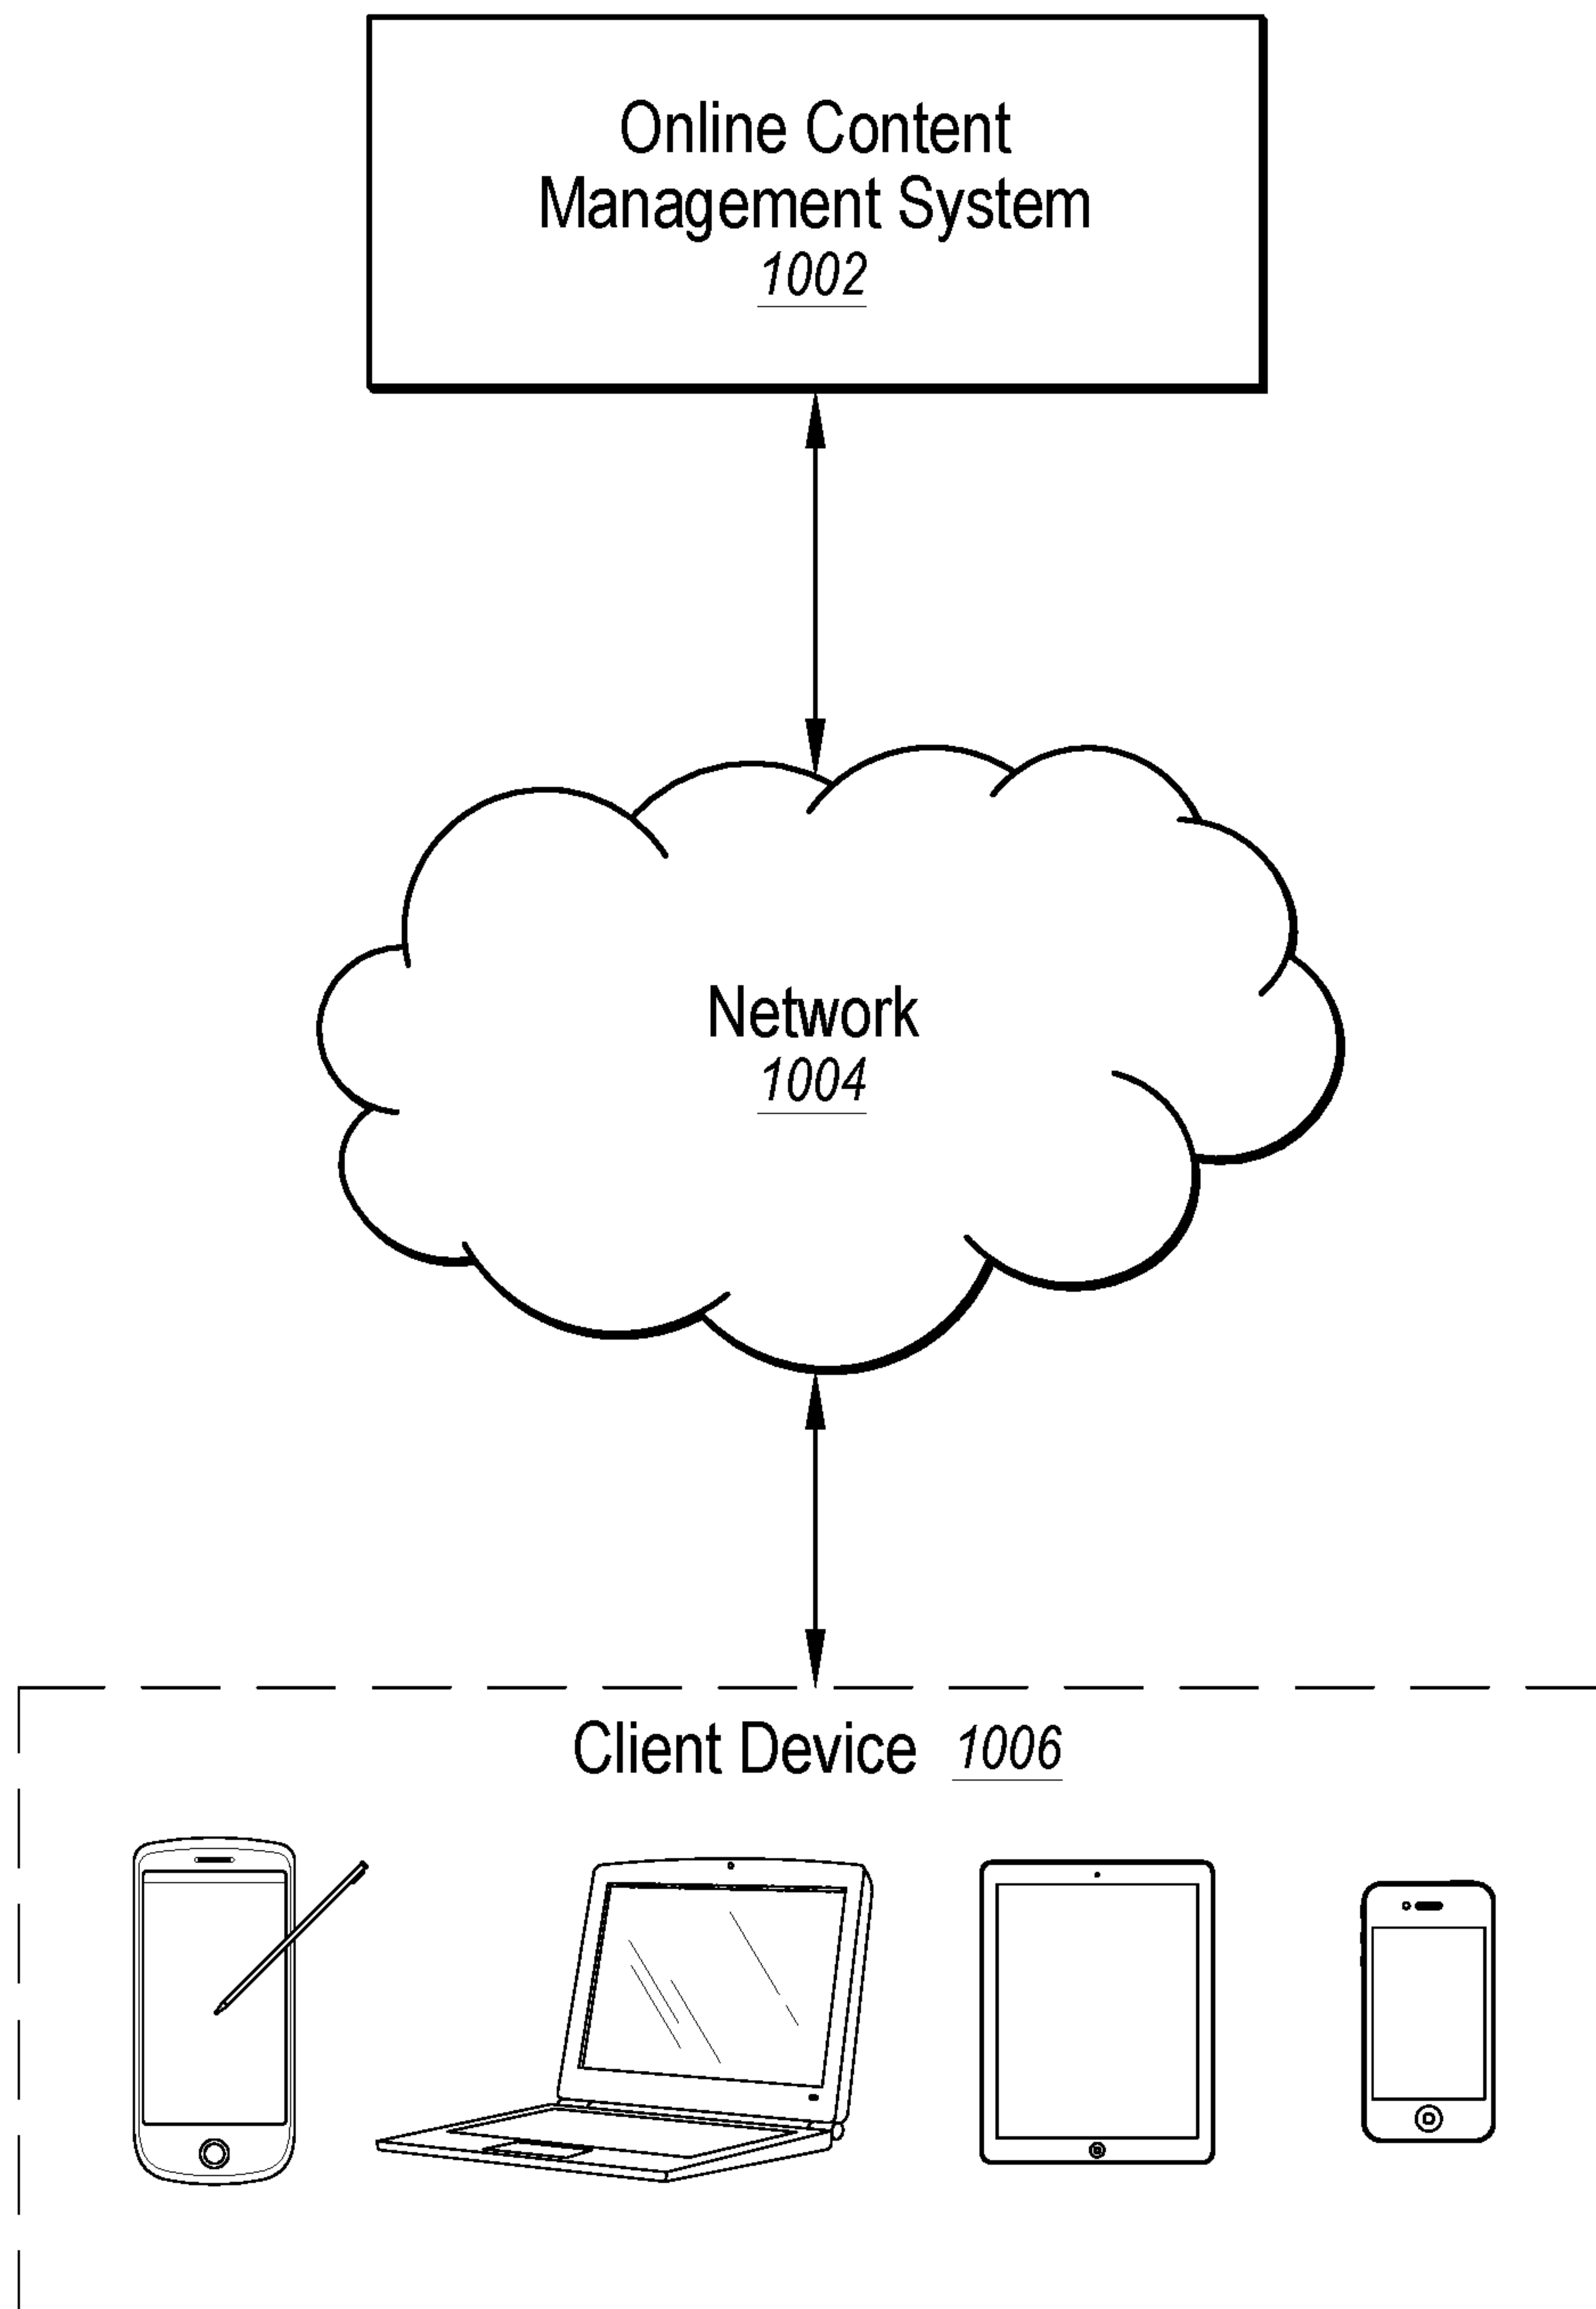 Online Content
Management System
1002
Network
1004
Client Device 1006